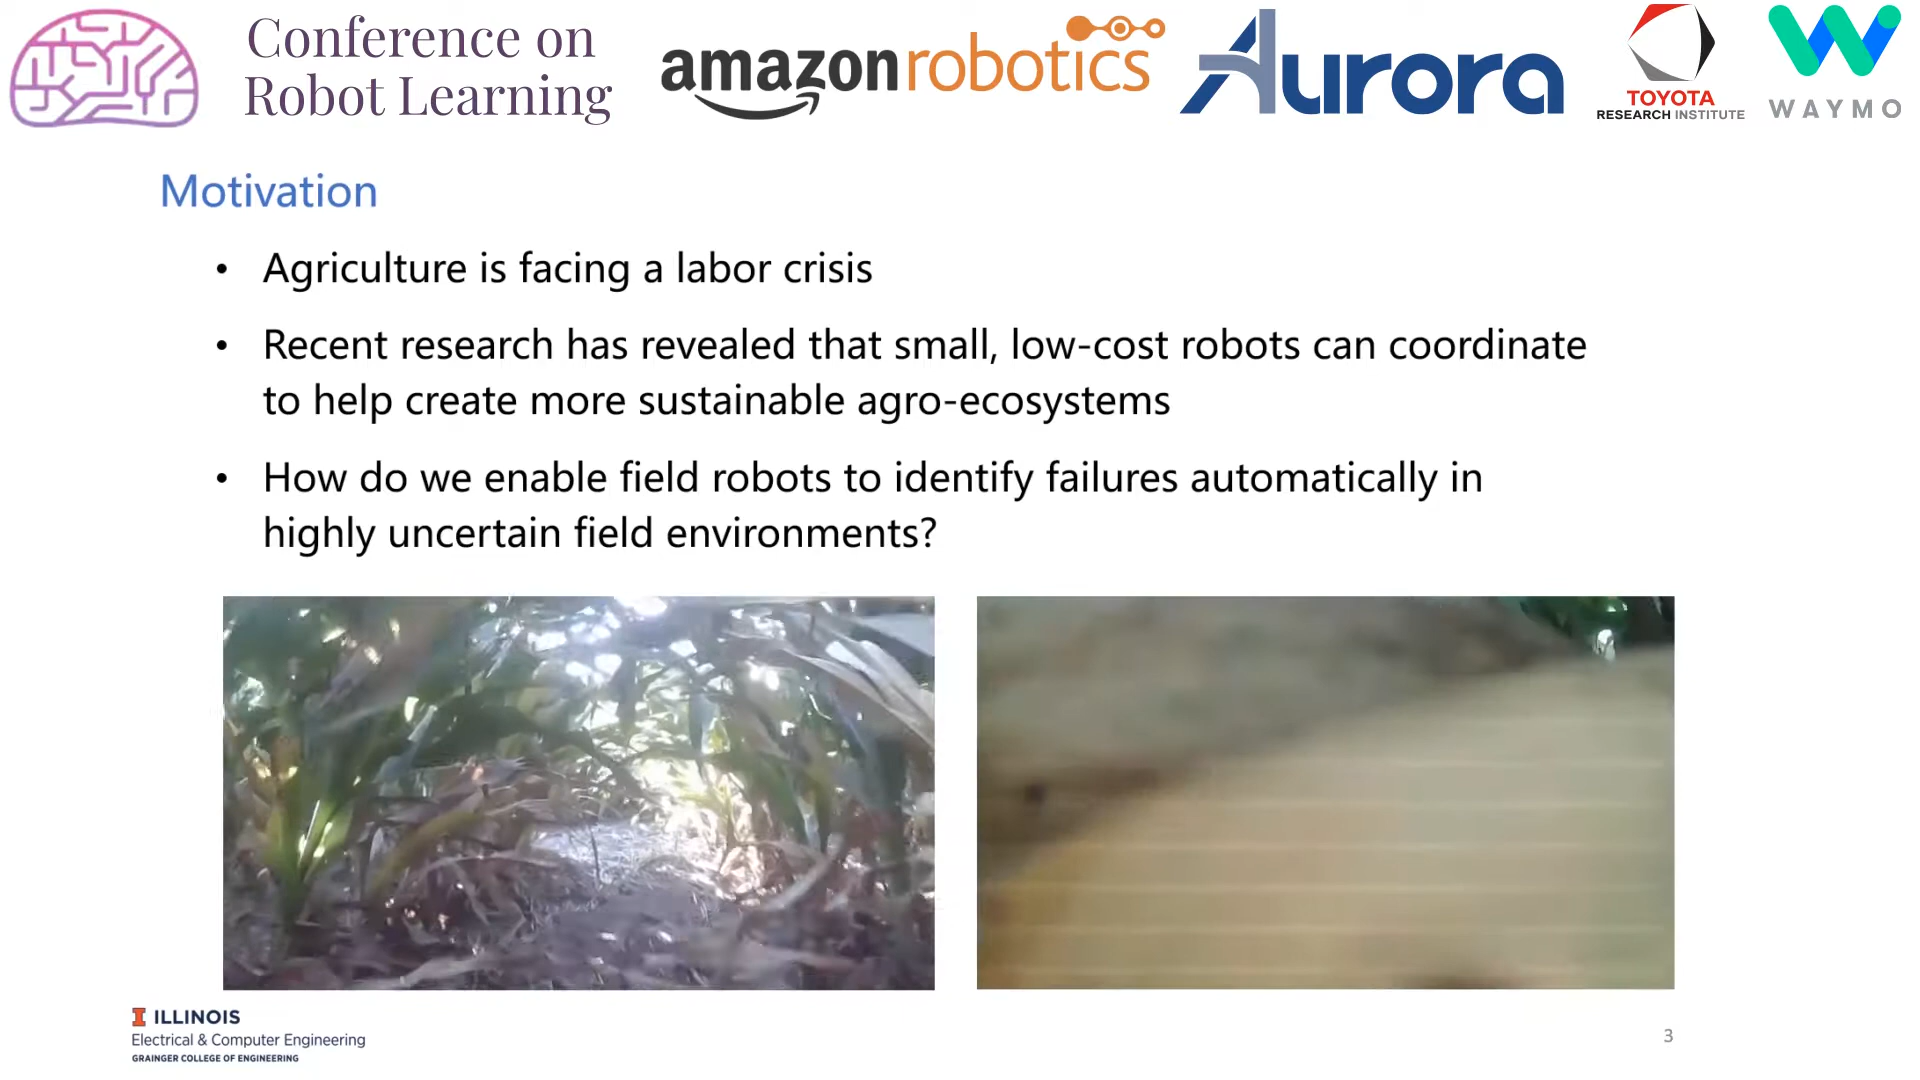 Conference on
Robot Learning
amazon robotics
Aurora
TOYOTA
RESEARCH INSTITUTE
WAYMO
Motivation
• Agriculture is facing a labor crisis
• Recent research has revealed that small, low-cost robots can coordinate
to help create more sustainable agro-ecosystems
• How do we enable field robots to identify failures automatically in
highly uncertain field environments?
I ILLINOIS
Electrical & Computer Engineering
GRAINGER COLLEGE OF ENGINEERING
3